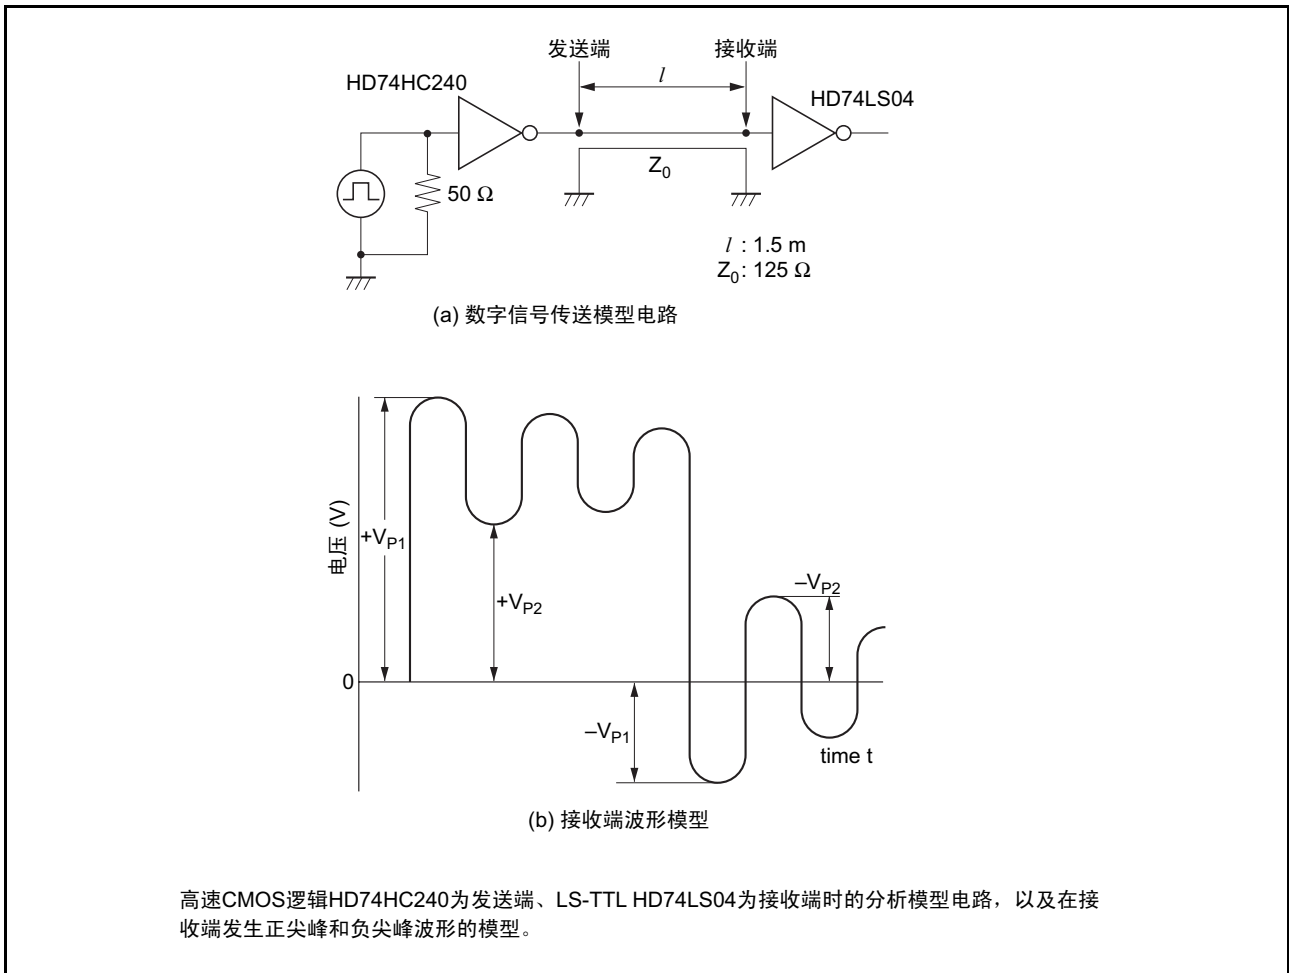 发送端
接收端
HD74HC240
l
HD74LS04
Z0
50 Ω
l : 1.5 m
Z0: 125 Ω
(a) 数字信号传送模型电路
电压 (V)
+VP1
+VP2
–VP2
0
–VP1
time t
(b) 接收端波形模型
高速CMOS逻辑HD74HC240为发送端、LS-TTL HD74LS04为接收端时的分析模型电路，以及在接
收端发生正尖峰和负尖峰波形的模型。